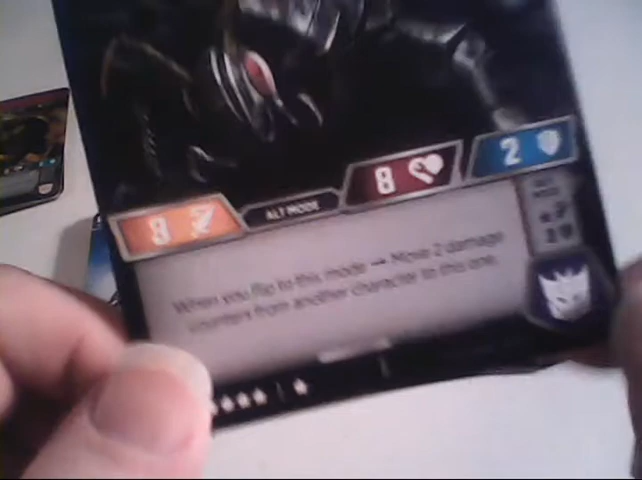 8 2
ALT MODE
When you flip to this mode → Move 2 damage
counters from another character to this one.